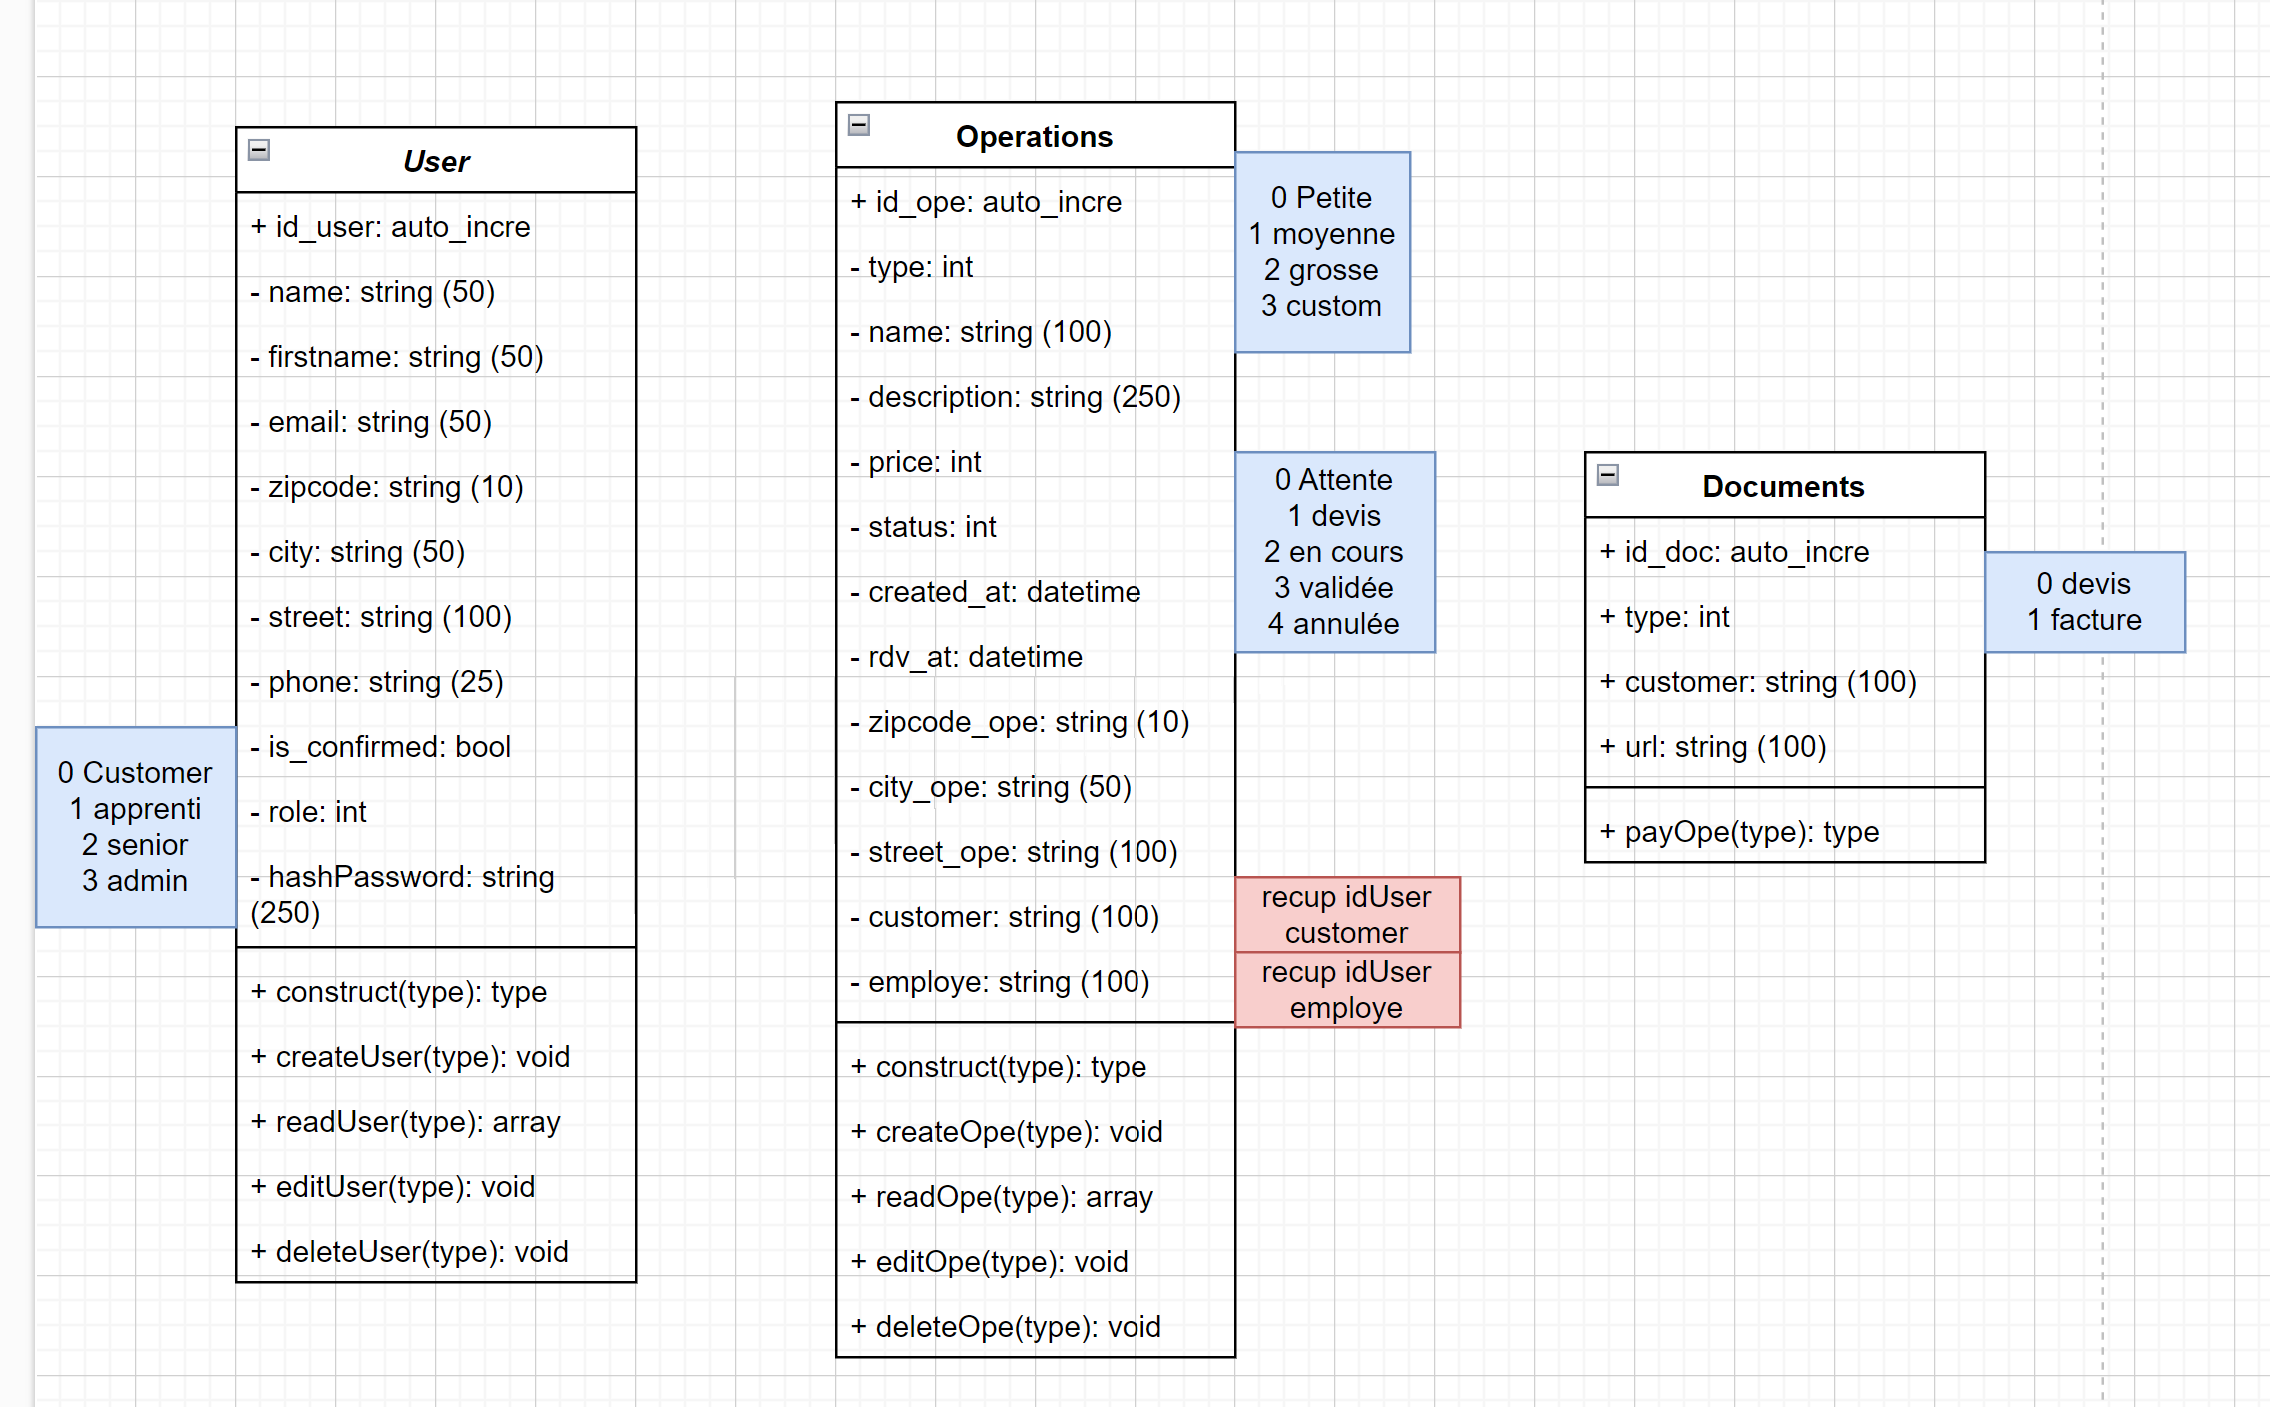 User
+ id_user: auto_incre
- name: string (50)
- firstname: string (50)
- email: string (50)
- zipcode: string (10)
- city: string (50)
- street: string (100)
- phone: string (25)
- is_confirmed: bool
- role: int
- hashPassword: string
(250)
+ construct(type): type
+ createUser(type): void
+ readUser(type): array
+ editUser(type): void
+ deleteUser(type): void
0 Customer
1 apprenti
2 senior
3 admin
Operations
+ id_ope: auto_incre
- type: int
- name: string (100)
- description: string (250)
- price: int
- status: int
- created_at: datetime
- rdv_at: datetime
- zipcode_ope: string (10)
- city_ope: string (50)
- street_ope: string (100)
- customer: string (100)
- employe: string (100)
+ construct(type): type
+ createOpe(type): void
+ readOpe(type): array
+ editOpe(type): void
+ deleteOpe(type): void
0 Petite
1 moyenne
2 grosse
3 custom
0 Attente
1 devis
2 en cours
3 validée
4 annulée
recup idUser
customer
recup idUser
employe
Documents
+ id_doc: auto_incre
+ type: int
+ customer: string (100)
+ url: string (100)
+ payOpe(type): type
0 devis
1 facture